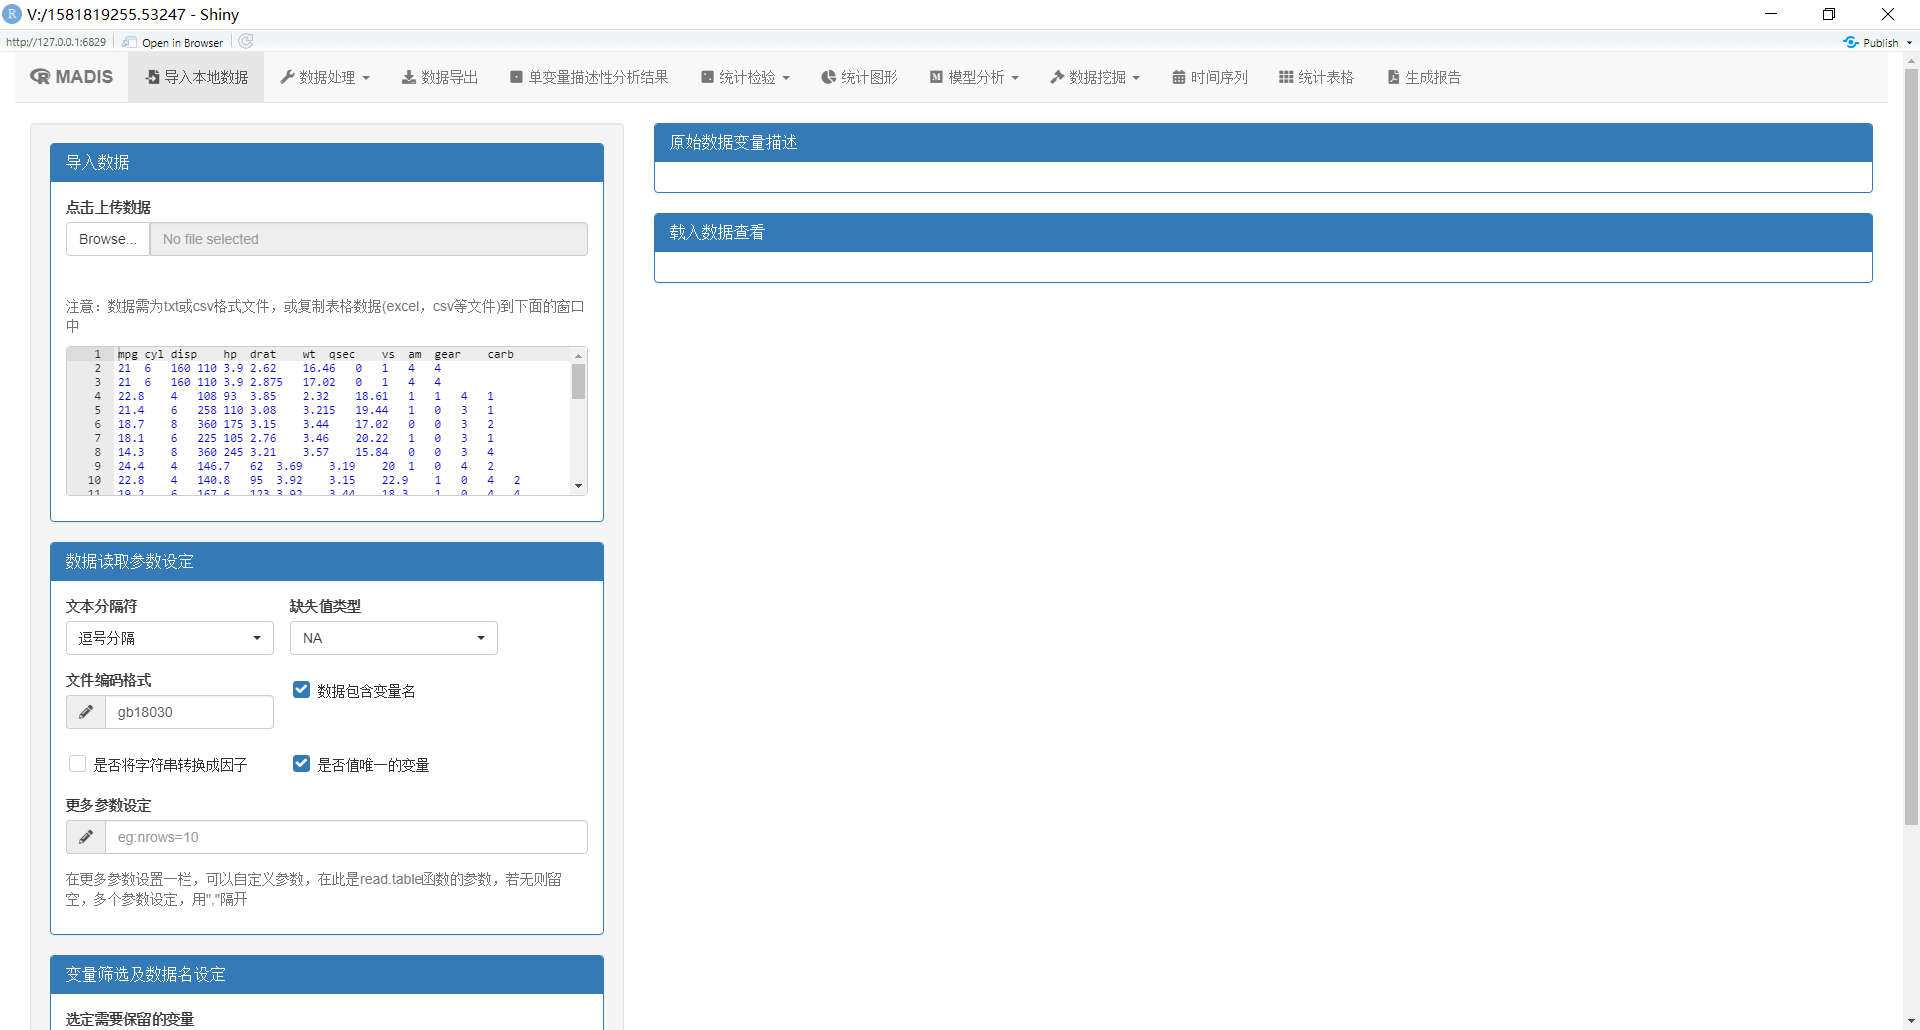 V:/1581819255.53247 - Shiny
http://127.0.0.1:6829 Open in Browser Publish
MADIS 导入本地数据 数据处理 数据导出 单变量描述性分析结果 统计检验 统计图形 模型分析 数据挖掘 时间序列 统计表格 生成报告
导入数据
点击上传数据
Browse... No file selected
注意：数据需为txt或csv格式文件，或复制表格数据(excel，csv等文件)到下面的窗口
中
1 mpg cyl disp hp drat wt qsec vs am gear carb
2 21 6 160 110 3.9 2.62 16.46 0 1 4 4
3 21 6 160 110 3.9 2.875 17.02 0 1 4 4
4 22.8 4 108 93 3.85 2.32 18.61 1 1 4 1
5 21.4 6 258 110 3.08 3.215 19.44 1 0 3 1
6 18.7 8 360 175 3.15 3.44 17.02 0 0 3 2
7 18.1 6 225 105 2.76 3.46 20.22 1 0 3 1
8 14.3 8 360 245 3.21 3.57 15.84 0 0 3 4
9 24.4 4 146.7 62 3.69 3.19 20 1 0 4 2
10 22.8 4 140.8 95 3.92 3.15 22.9 1 0 4 2
11 19.2 6 167.6 123 3.92 3.44 18.3 1 0 4 4
数据读取参数设定
文本分隔符 缺失值类型
逗号分隔 NA
文件编码格式
数据包含变量名
gb18030
是否将字符串转换成因子 是否值唯一的变量
更多参数设定
eg:nrows=10
在更多参数设置一栏，可以自定义参数，在此是read.table函数的参数，若无则留
空，多个参数设定，用","隔开
变量筛选及数据名设定
选定需要保留的变量
原始数据变量描述
载入数据查看